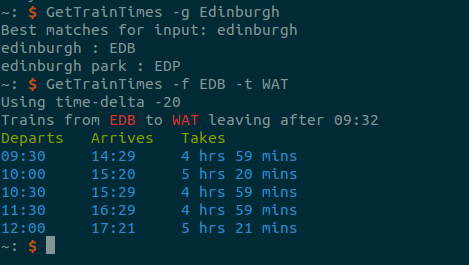 ~: $ GetTrainTimes -g Edinburgh
Best matches for input: edinburgh
edinburgh : EDB
edinburgh park : EDP
~: $ GetTrainTimes -f EDB -t WAT
Using time-delta -20
Trains from EDB to WAT leaving after 09:32
Departs Arrives Takes
09:30 14:29 4 hrs 59 mins
10:00 15:20 5 hrs 20 mins
10:30 15:29 4 hrs 59 mins
11:30 16:29 4 hrs 59 mins
12:00 17:21 5 hrs 21 mins
~: $